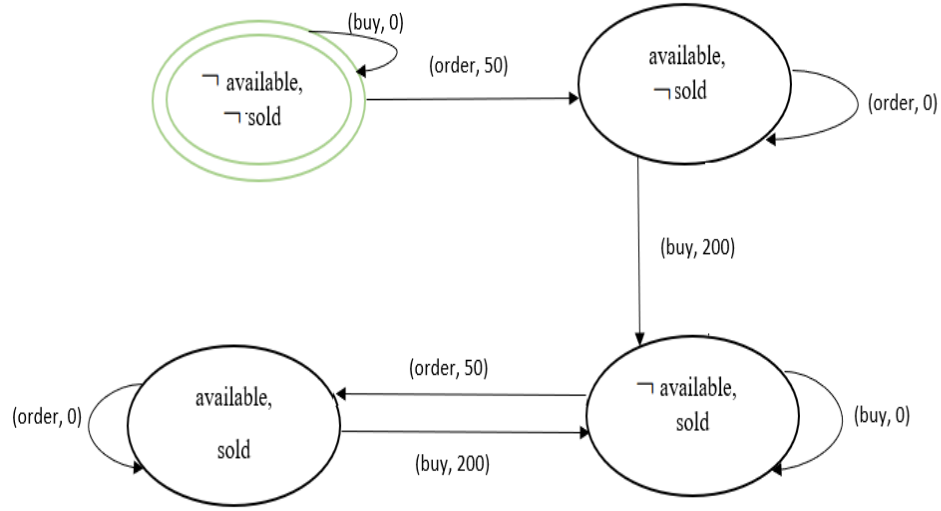 (buy, 0)
¬ available,
¬ sold
(order, 50)
available,
¬ sold
(order, 0)
(buy, 200)
(order, 0)
available,
sold
(order, 50)
(buy, 200)
¬ available,
sold
(buy, 0)